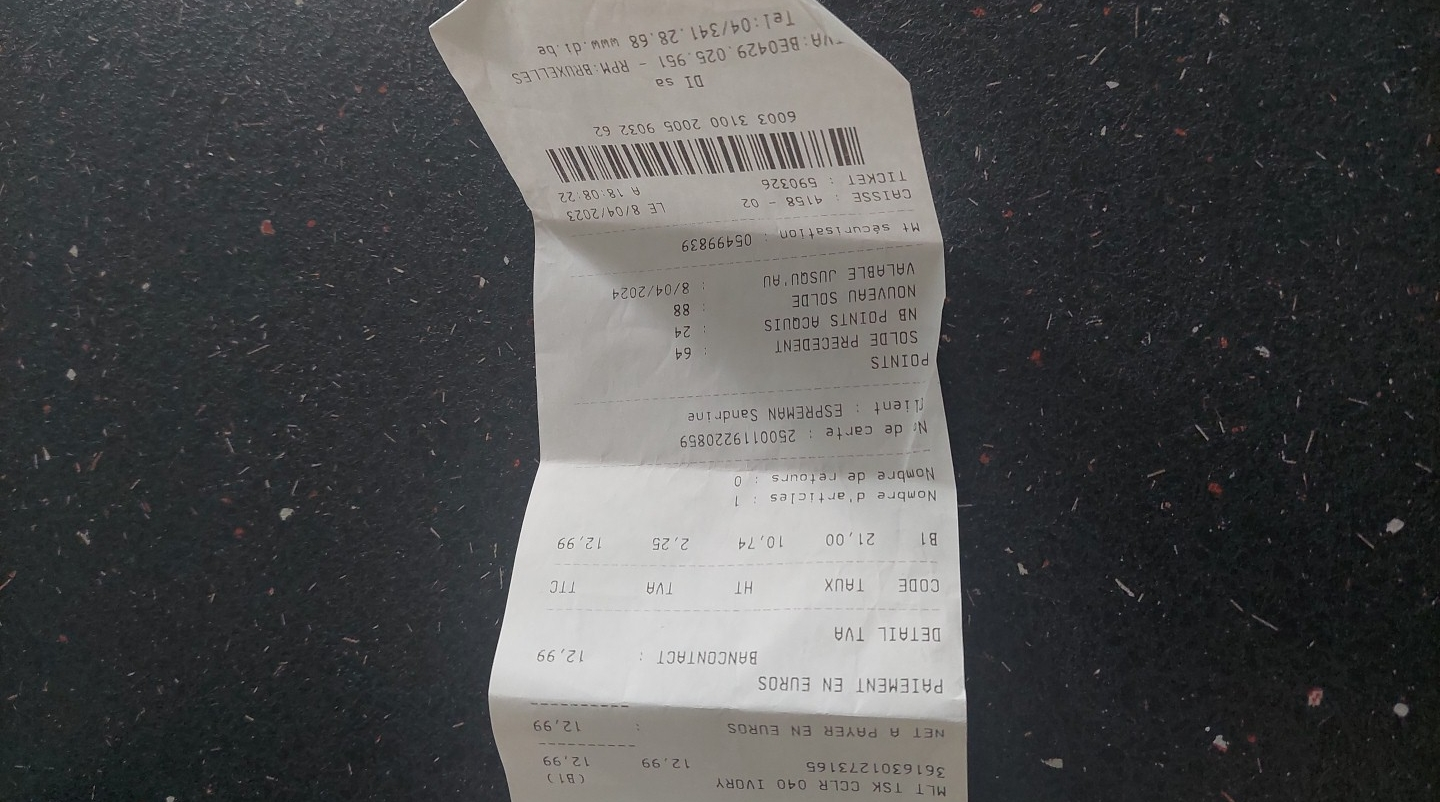 MLT TSK CCLR 040 IVORY (B1)
3616301273165 12,99 12,99
NET A PAYER EN EUROS : 12,99
PAIEMENT EN EUROS
BANCONTACT : 12,99
DETAIL TVA
CODE TAUX HT TVA TTC
B1 21,00 10,74 2,25 12,99
Nombre d'articles : 1
Nombre de retours : 0
Nr de carte : 2500119220859
Client : ESPREMAN Sandrine
POINTS
SOLDE PRECEDENT : 64
NB POINTS ACQUIS : 24
NOUVEAU SOLDE : 88
VALABLE JUSQU'AU : 8/04/2024
Mt sécurisation : 05499839
CAISSE : 4158 - 02 LE 8/04/2023
TICKET : 590326 A 18:08:22
6003 3100 2005 9032 62
DI sa
TVA:BE0429.025.951 - RPM:BRUXELLES
Tel:04/341.28.68 www.di.be